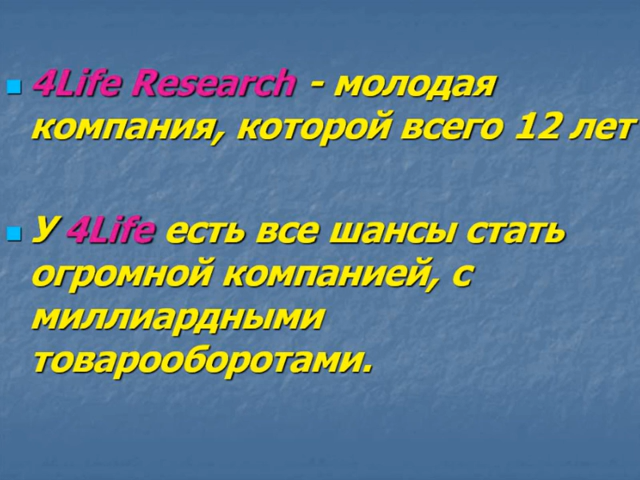 4Life Research - молодая
компания, которой всего 12 лет
У 4Life есть все шансы стать
огромной компанией, с
миллиардными
товарооборотами.